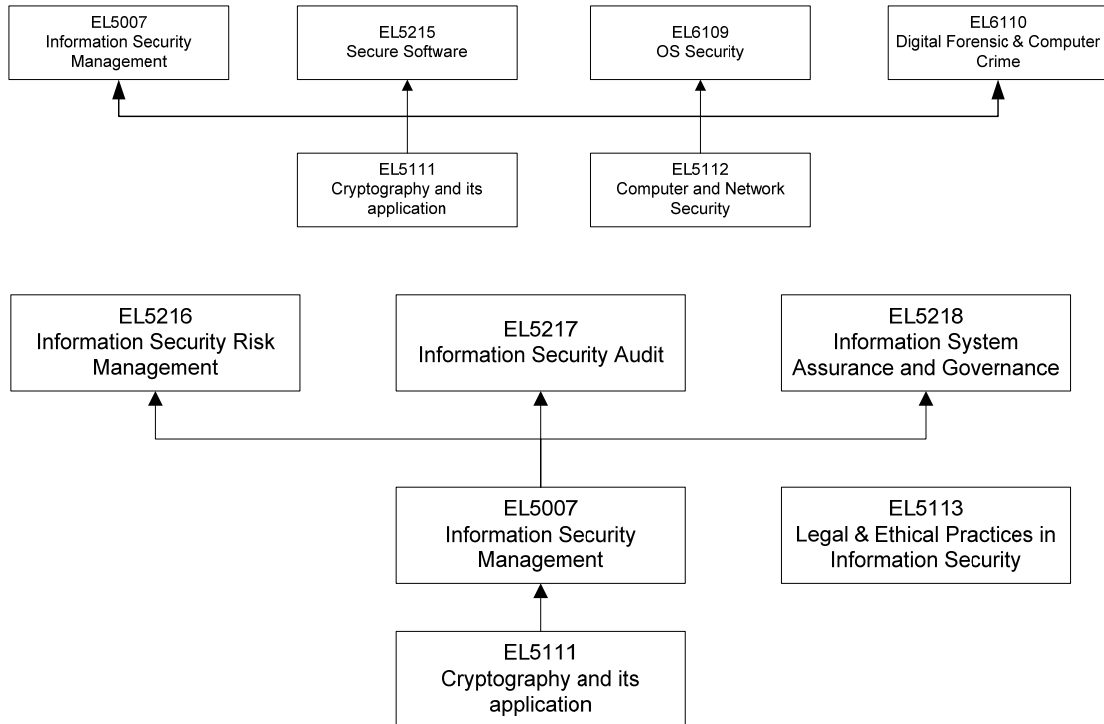 EL5007
Information Security
Management
EL5215
Secure Software
EL6109
OS Security
EL6110
Digital Forensic & Computer
Crime
EL5111
Cryptography and its
application
EL5112
Computer and Network
Security
EL5216
Information Security Risk
Management
EL5217
Information Security Audit
EL5218
Information System
Assurance and Governance
EL5007
Information Security
Management
EL5113
Legal & Ethical Practices in
Information Security
EL5111
Cryptography and its
application